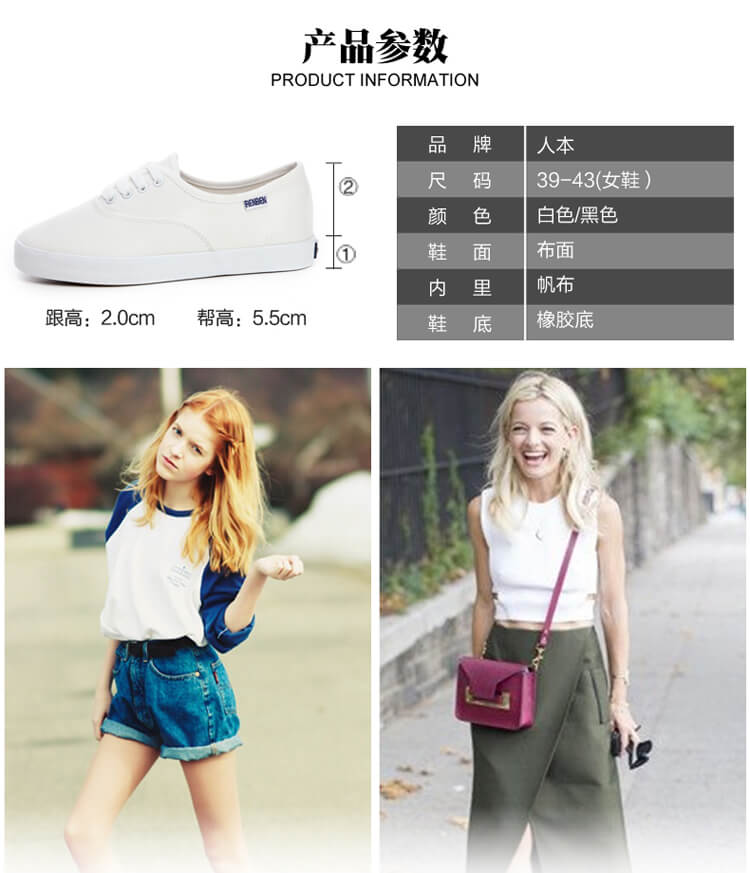 产品参数
PRODUCT INFORMATION
RENBEN
②
①
跟高：2.0cm 帮高：5.5cm
品 牌 人本
尺 码 39-43(女鞋）
颜 色 白色/黑色
鞋 面 布面
内 里 帆布
鞋 底 橡胶底